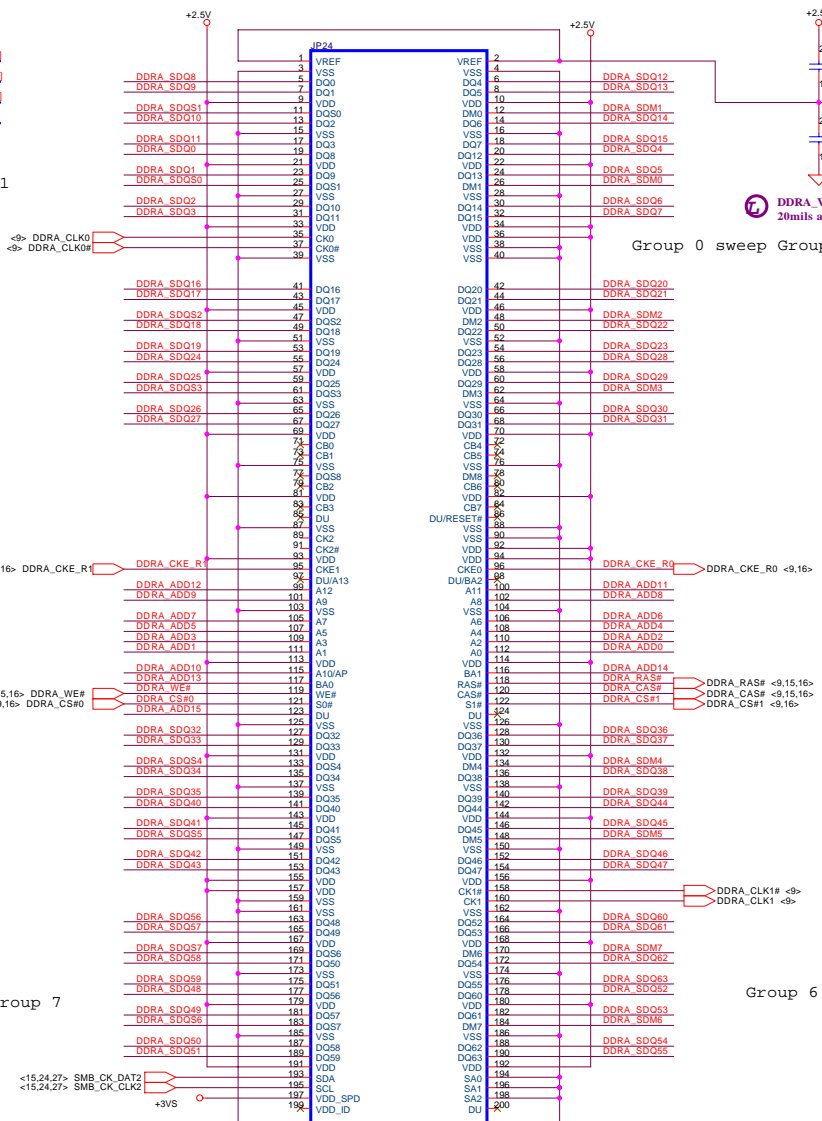 +2.5V +2.5V +2.5
JP24
1 VREF VREF 2
3 VSS VSS 4
DDRA_SDQ8 5 DQ0 DQ4 6 DDRA_SDQ12
DDRA_SDQ9 7 DQ1 DQ5 8 DDRA_SDQ13
9 VDD VDD 10
DDRA_SDQS1 11 DQS0 DM0 12 DDRA_SDM1
DDRA_SDQ10 13 DQ2 DQ6 14 DDRA_SDQ14
15 VSS VSS 16
DDRA_SDQ11 17 DQ3 DQ7 18 DDRA_SDQ15
DDRA_SDQ0 19 DQ8 DQ12 20 DDRA_SDQ4
21 VDD VDD 22
DDRA_SDQ1 23 DQ9 DQ13 24 DDRA_SDQ5
1 DDRA_SDQS0 25 DQS1 DM1 26 DDRA_SDM0
27 VSS VSS 28
DDRA_SDQ2 29 DQ10 DQ14 30 DDRA_SDQ6 L DDRA_V
DDRA_SDQ3 31 DQ11 DQ15 32 DDRA_SDQ7 20mils a
33 VDD VDD 34
<9> DDRA_CLK0 35 CK0 VDD 36
<9> DDRA_CLK0# 37 CK0# VSS 38 Group 0 sweep Group
39 VSS VSS 40
DDRA_SDQ16 41 DQ16 DQ20 42 DDRA_SDQ20
DDRA_SDQ17 43 DQ17 DQ21 44 DDRA_SDQ21
45 VDD VDD 46
DDRA_SDQS2 47 DQS2 DM2 48 DDRA_SDM2
DDRA_SDQ18 49 DQ18 DQ22 50 DDRA_SDQ22
51 VSS VSS 52
DDRA_SDQ19 53 DQ19 DQ23 54 DDRA_SDQ23
DDRA_SDQ24 55 DQ24 DQ28 56 DDRA_SDQ28
57 VDD VDD 58
DDRA_SDQ25 59 DQ25 DQ29 60 DDRA_SDQ29
DDRA_SDQS3 61 DQS3 DM3 62 DDRA_SDM3
63 VSS VSS 64
DDRA_SDQ26 65 DQ26 DQ30 66 DDRA_SDQ30
DDRA_SDQ27 67 DQ27 DQ31 68 DDRA_SDQ31
69 VDD VDD 70
71 CB0 CB4 72
73 CB1 CB5 74
75 VSS VSS 76
77 DQS8 DM8 78
79 CB2 CB6 80
81 VDD VDD 82
83 CB3 CB7 84
85 DU DU/RESET# 86
87 VSS VSS 88
89 CK2 VSS 90
91 CK2# VDD 92
93 VDD VDD 94
16> DDRA_CKE_R1 DDRA_CKE_R1 95 CKE1 CKE0 96 DDRA_CKE_R0 DDRA_CKE_R0 <9,16>
97 DU/A13 DU/BA2 98
DDRA_ADD12 99 A12 A11 100 DDRA_ADD11
DDRA_ADD9 101 A9 A8 102 DDRA_ADD8
103 VSS VSS 104
DDRA_ADD7 105 A7 A6 106 DDRA_ADD6
DDRA_ADD5 107 A5 A4 108 DDRA_ADD4
DDRA_ADD3 109 A3 A2 110 DDRA_ADD2
DDRA_ADD1 111 A1 A0 112 DDRA_ADD0
113 VDD VDD 114
DDRA_ADD10 115 A10/AP BA1 116 DDRA_ADD14
DDRA_ADD13 117 BA0 RAS# 118 DDRA_RAS# DDRA_RAS# <9,15,16>
5,16> DDRA_WE# DDRA_WE# 119 WE# CAS# 120 DDRA_CAS# DDRA_CAS# <9,15,16>
,16> DDRA_CS#0 DDRA_CS#0 121 S0# S1# 122 DDRA_CS#1 DDRA_CS#1 <9,16>
DDRA_ADD15 123 DU DU 124
125 VSS VSS 126
DDRA_SDQ32 127 DQ32 DQ36 128 DDRA_SDQ36
DDRA_SDQ33 129 DQ33 DQ37 130 DDRA_SDQ37
131 VDD VDD 132
DDRA_SDQS4 133 DQS4 DM4 134 DDRA_SDM4
DDRA_SDQ34 135 DQ34 DQ38 136 DDRA_SDQ38
137 VSS VSS 138
DDRA_SDQ35 139 DQ35 DQ39 140 DDRA_SDQ39
DDRA_SDQ40 141 DQ40 DQ44 142 DDRA_SDQ44
143 VDD VDD 144
DDRA_SDQ41 145 DQ41 DQ45 146 DDRA_SDQ45
DDRA_SDQS5 147 DQS5 DM5 148 DDRA_SDM5
149 VSS VSS 150
DDRA_SDQ42 151 DQ42 DQ46 152 DDRA_SDQ46
DDRA_SDQ43 153 DQ43 DQ47 154 DDRA_SDQ47
155 VDD VDD 156
157 VDD CK1# 158 DDRA_CLK1# <9>
159 VSS CK1 160 DDRA_CLK1 <9>
161 VSS VSS 162
DDRA_SDQ56 163 DQ48 DQ52 164 DDRA_SDQ60
DDRA_SDQ57 165 DQ49 DQ53 166 DDRA_SDQ61
167 VDD VDD 168
DDRA_SDQS7 169 DQS6 DM6 170 DDRA_SDM7
DDRA_SDQ58 171 DQ50 DQ54 172 DDRA_SDQ62
173 VSS VSS 174
DDRA_SDQ59 175 DQ51 DQ55 176 DDRA_SDQ63
DDRA_SDQ48 177 DQ56 DQ60 178 DDRA_SDQ52
roup 7 179 VDD VDD 180 Group 6
DDRA_SDQ49 181 DQ57 DQ61 182 DDRA_SDQ53
DDRA_SDQS6 183 DQS7 DM7 184 DDRA_SDM6
185 VSS VSS 186
DDRA_SDQ50 187 DQ58 DQ62 188 DDRA_SDQ54
DDRA_SDQ51 189 DQ59 DQ63 190 DDRA_SDQ55
191 VDD VDD 192
<15,24,27> SMB_CK_DAT2 193 SDA SA0 194
<15,24,27> SMB_CK_CLK2 195 SCL SA1 196
+3VS 197 VDD_SPD SA2 198
199 VDD_ID DU 200